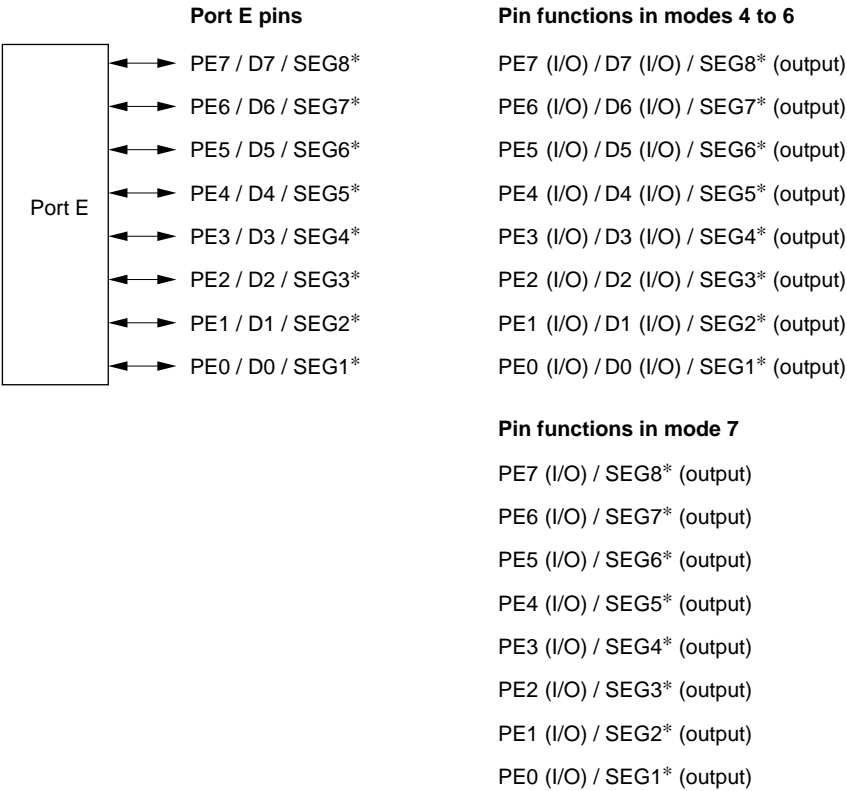 Port E pins Pin functions in modes 4 to 6
PE7 / D7 / SEG8* PE7 (I/O) / D7 (I/O) / SEG8* (output)
PE6 / D6 / SEG7* PE6 (I/O) / D6 (I/O) / SEG7* (output)
PE5 / D5 / SEG6* PE5 (I/O) / D5 (I/O) / SEG6* (output)
PE4 / D4 / SEG5* PE4 (I/O) / D4 (I/O) / SEG5* (output)
Port E
PE3 / D3 / SEG4* PE3 (I/O) / D3 (I/O) / SEG4* (output)
PE2 / D2 / SEG3* PE2 (I/O) / D2 (I/O) / SEG3* (output)
PE1 / D1 / SEG2* PE1 (I/O) / D1 (I/O) / SEG2* (output)
PE0 / D0 / SEG1* PE0 (I/O) / D0 (I/O) / SEG1* (output)
Pin functions in mode 7
PE7 (I/O) / SEG8* (output)
PE6 (I/O) / SEG7* (output)
PE5 (I/O) / SEG6* (output)
PE4 (I/O) / SEG5* (output)
PE3 (I/O) / SEG4* (output)
PE2 (I/O) / SEG3* (output)
PE1 (I/O) / SEG2* (output)
PE0 (I/O) / SEG1* (output)